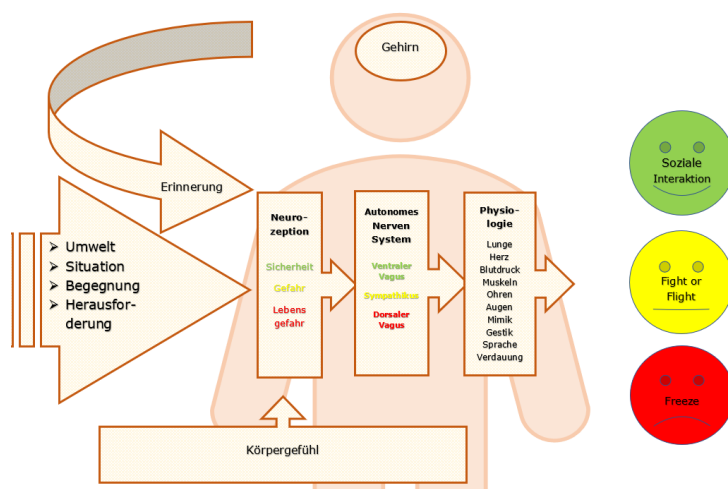 Gehirn
Erinnerung
Umwelt
Situation
Begegnung
Herausfor-
derung
Neuro-
zeption
Sicherheit
Gefahr
Lebens
gefahr
Autonomes
Nerven
System
Ventraler
Vagus
Sympathikus
Dorsaler
Vagus
Physio-
logie
Lunge
Herz
Blutdruck
Muskeln
Ohren
Augen
Mimik
Gestik
Sprache
Verdauung
Körpergefühl
Soziale
Interaktion
Fight or
Flight
Freeze